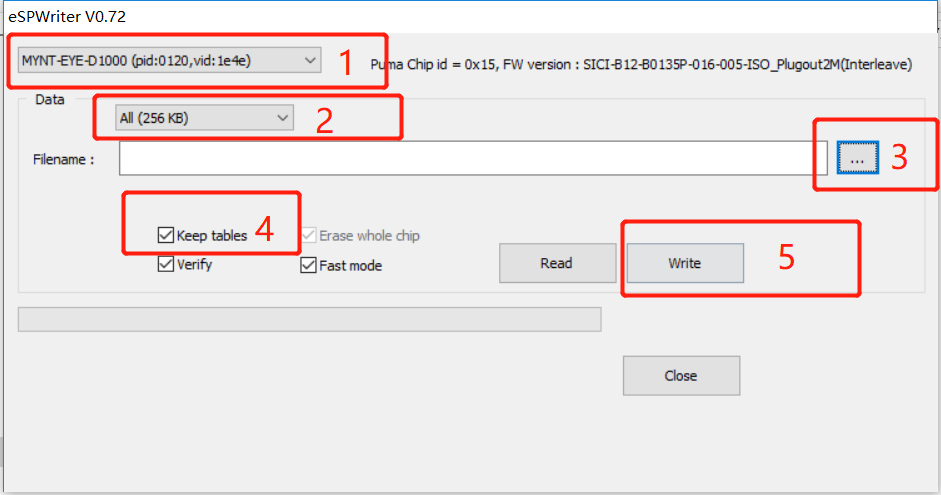 eSPWriter V0.72
MYNT-EYE-D1000 (pid:0120,vid:1e4e) 1 Puma Chip id = 0x15, FW version : SICI-B12-B0135P-016-005-ISO_Plugout2M(Interleave)
Data
All (256 KB) 2
Filename : ... 3
Keep tables 4 Erase whole chip
Verify Fast mode Read Write 5
Close